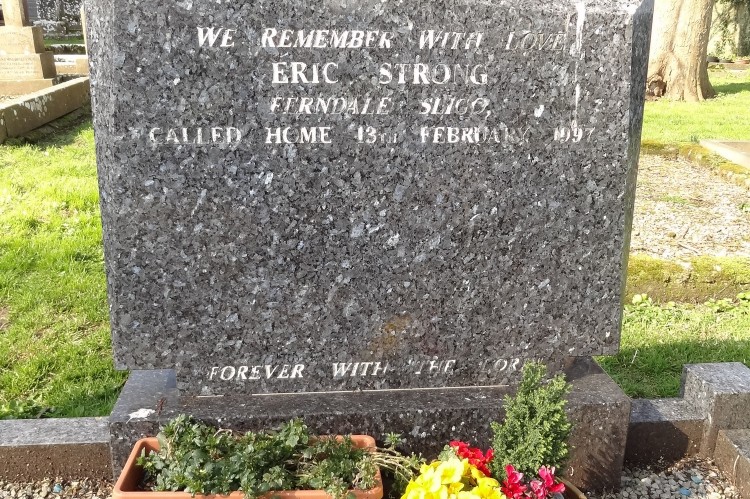 WE REMEMBER WITH LOVE
ERIC STRONG
FERNDALE SLIGO,
CALLED HOME 13TH FEBRUARY 1997
FOREVER WITH THE LORD